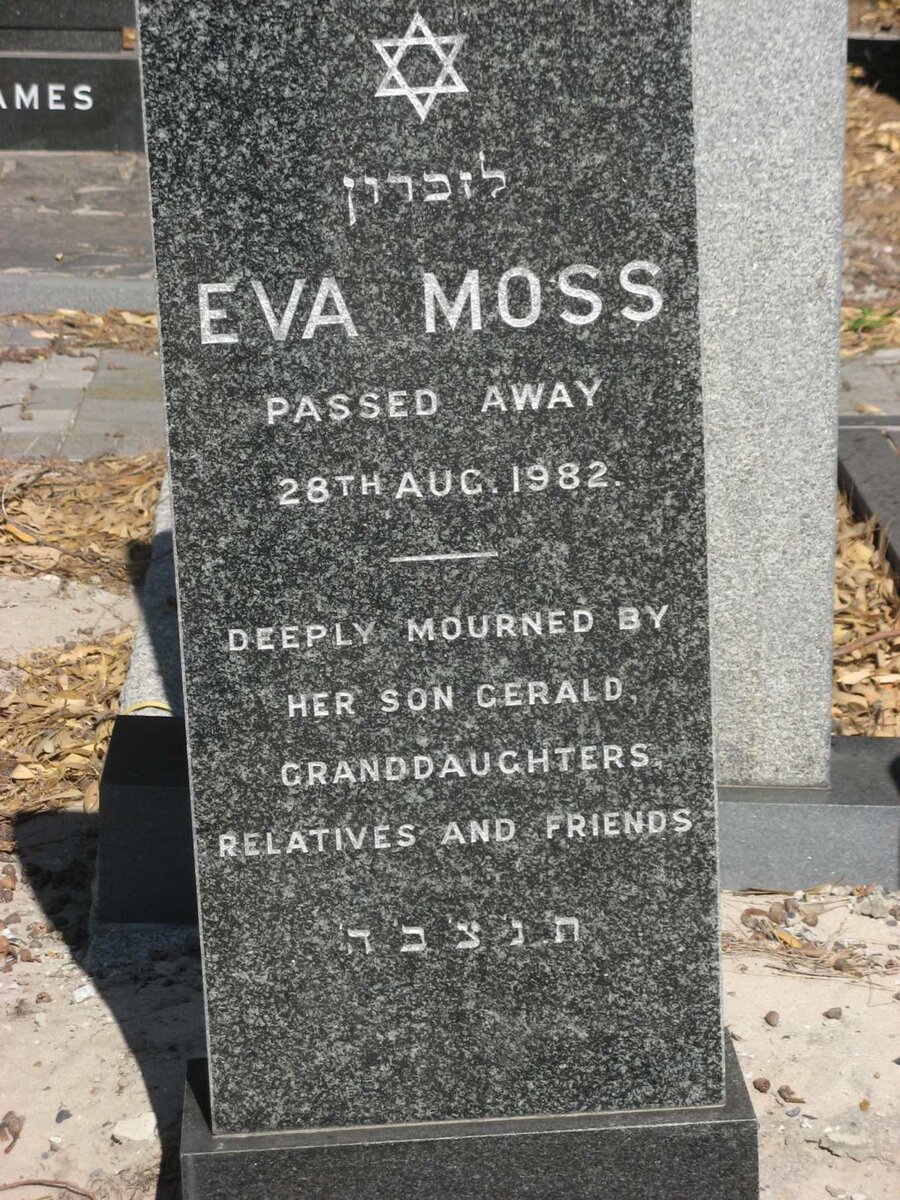 AMES
לזכרון
EVA MOSS
PASSED AWAY
28TH AUG. 1982.
DEEPLY MOURNED BY
HER SON GERALD,
GRANDDAUGHTERS,
RELATIVES AND FRIENDS
ת נ צ ב ה